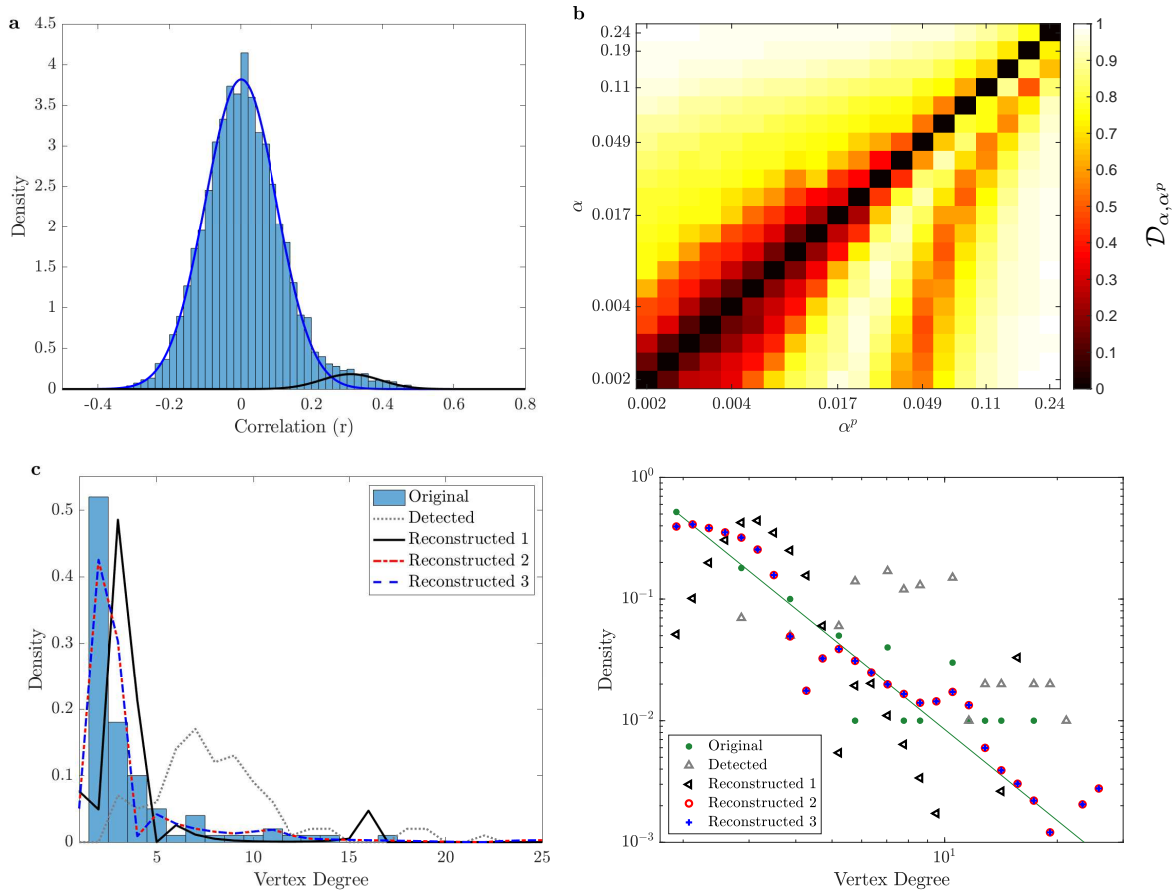 a
4.5
4
3.5
3
2.5
2
1.5
1
0.5
0
Density
-0.4 -0.2 0 0.2 0.4 0.6 0.8
Correlation (r)
b
0.24
0.19
0.11
0.049
0.017
0.004
0.002
α
0.002 0.004 0.017 0.049 0.11 0.24
α^p
1
0.9
0.8
0.7
0.6
0.5
0.4
0.3
0.2
0.1
0
𝒟_{α,α^p}
c
0.5
0.4
0.3
0.2
0.1
0
Density
5 10 15 20 25
Vertex Degree
Original
Detected
Reconstructed 1
Reconstructed 2
Reconstructed 3
10^0
10^{-1}
10^{-2}
10^{-3}
Density
10^1
Vertex Degree
Original
Detected
Reconstructed 1
Reconstructed 2
Reconstructed 3